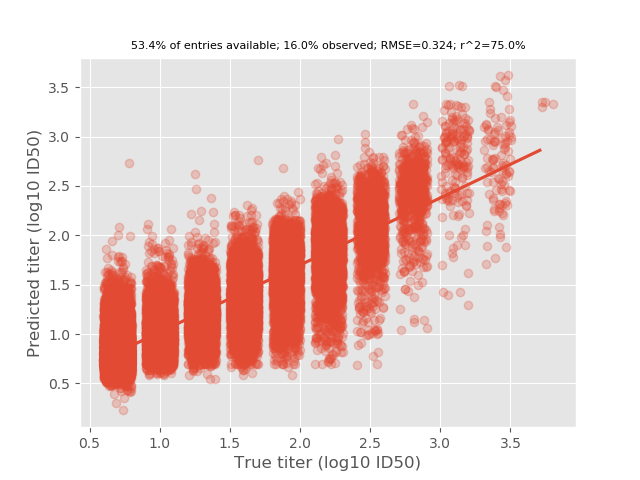 53.4% of entries available; 16.0% observed; RMSE=0.324; r^2=75.0%
Predicted titer (log10 ID50)
3.5
3.0
2.5
2.0
1.5
1.0
0.5
0.5 1.0 1.5 2.0 2.5 3.0 3.5
True titer (log10 ID50)